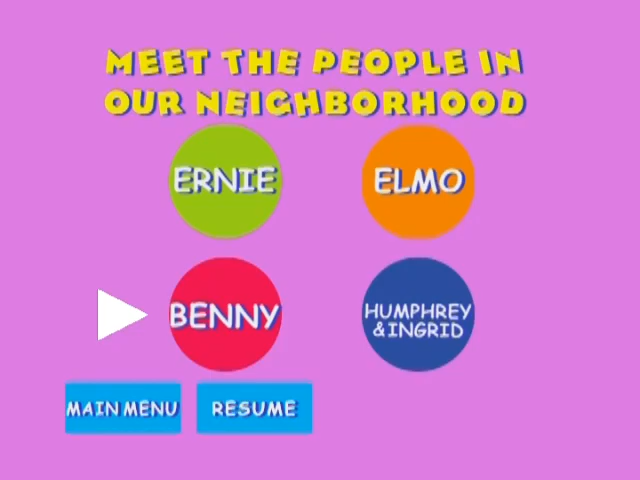 MEET THE PEOPLE IN
OUR NEIGHBORHOOD
ERNIE
ELMO
BENNY
HUMPHREY
& INGRID
MAIN MENU
RESUME